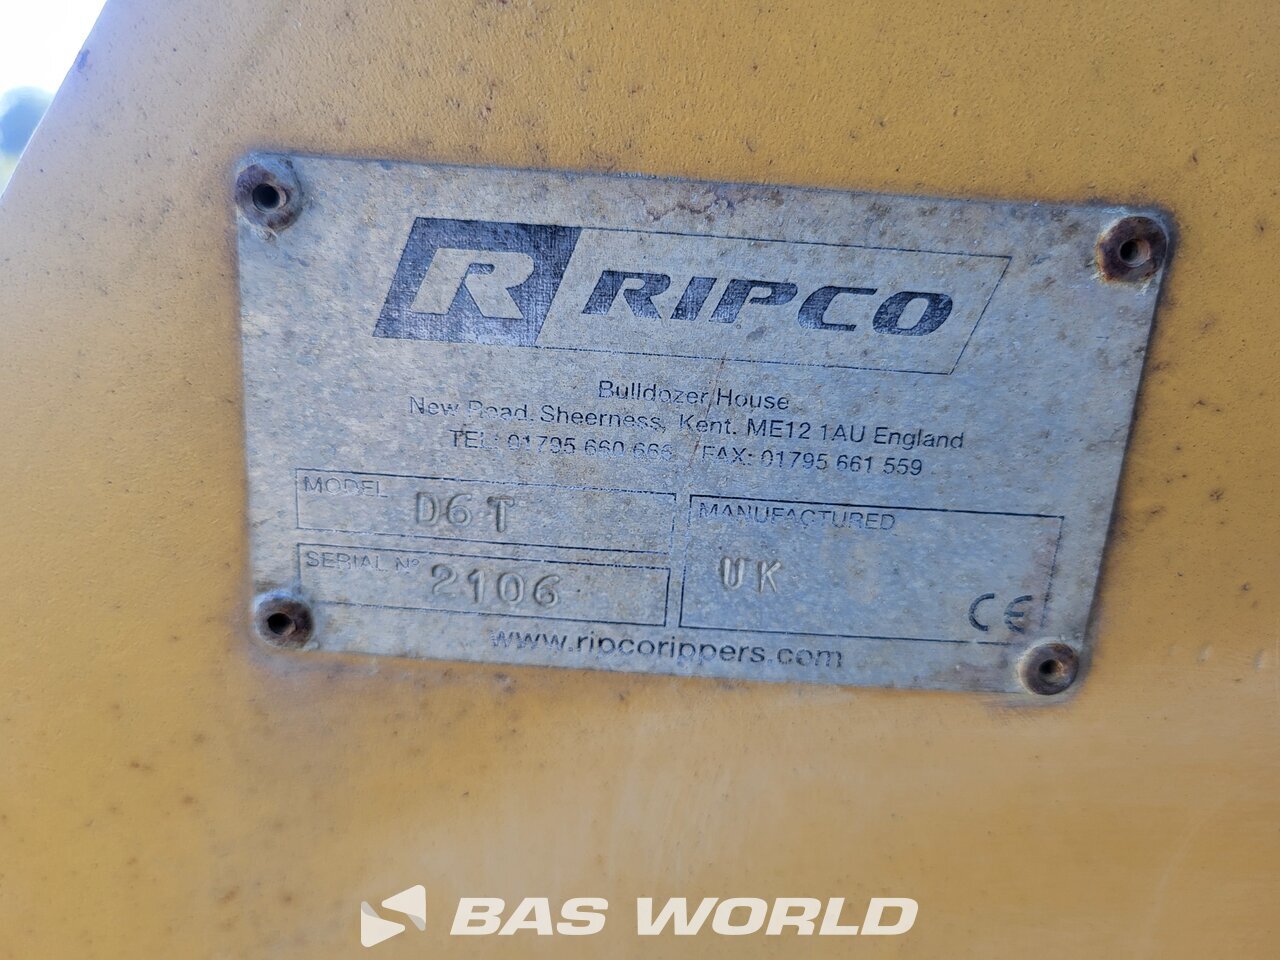 R RIPCO
Bulldozer House
New Road. Sheerness, Kent. ME12 1AU England
TEL: 01795 660 666 / FAX: 01795 661 559
MODEL D6T
MANUFACTURED
SERIAL Nº 2106
UK
CE
www.ripcorippers.com
BAS WORLD